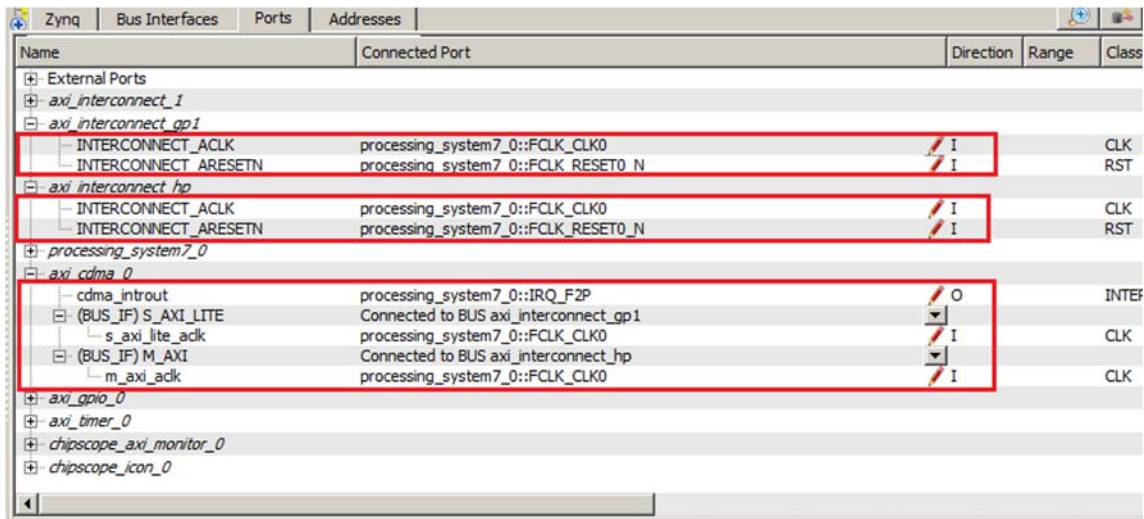 Zynq Bus Interfaces Ports Addresses
Name Connected Port Direction Range Class
External Ports
axi_interconnect_1
axi_interconnect_gp1
INTERCONNECT_ACLK processing_system7_0::FCLK_CLK0 I CLK
INTERCONNECT_ARESETN processing_system7_0::FCLK_RESET0_N I RST
axi_interconnect_hp
INTERCONNECT_ACLK processing_system7_0::FCLK_CLK0 I CLK
INTERCONNECT_ARESETN processing_system7_0::FCLK_RESET0_N I RST
processing_system7_0
axi_cdma_0
cdma_introut processing_system7_0::IRQ_F2P O INTER
(BUS_IF) S_AXI_LITE Connected to BUS axi_interconnect_gp1
s_axi_lite_aclk processing_system7_0::FCLK_CLK0 I CLK
(BUS_IF) M_AXI Connected to BUS axi_interconnect_hp
m_axi_aclk processing_system7_0::FCLK_CLK0 I CLK
axi_gpio_0
axi_timer_0
chipscope_axi_monitor_0
chipscope_icon_0